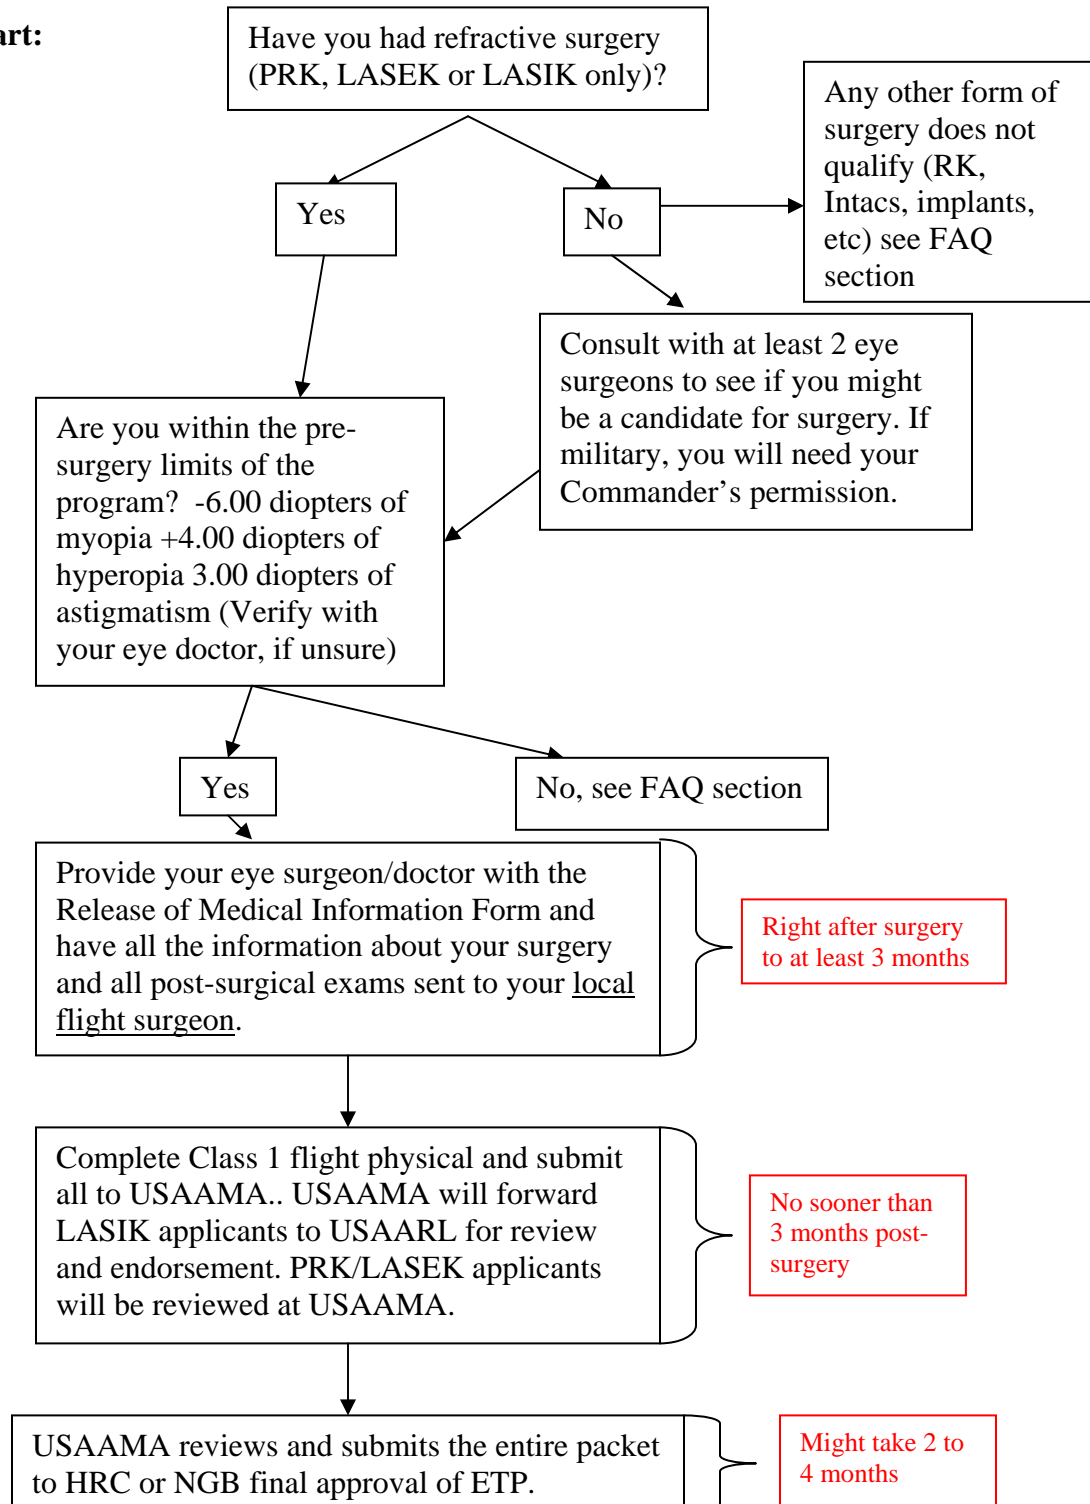 art:
Have you had refractive surgery
(PRK, LASEK or LASIK only)?
Any other form of
surgery does not
qualify (RK,
Intacs, implants,
etc) see FAQ
section
Yes
No
Consult with at least 2 eye
surgeons to see if you might
be a candidate for surgery. If
military, you will need your
Commander's permission.
Are you within the pre-
surgery limits of the
program?  -6.00 diopters of
myopia +4.00 diopters of
hyperopia 3.00 diopters of
astigmatism (Verify with
your eye doctor, if unsure)
Yes
No, see FAQ section
Provide your eye surgeon/doctor with the
Release of Medical Information Form and
have all the information about your surgery
and all post-surgical exams sent to your local
flight surgeon.
Right after surgery
to at least 3 months
Complete Class 1 flight physical and submit
all to USAAMA.. USAAMA will forward
LASIK applicants to USAARL for review
and endorsement. PRK/LASEK applicants
will be reviewed at USAAMA.
No sooner than
3 months post-
surgery
USAAMA reviews and submits the entire packet
to HRC or NGB final approval of ETP.
Might take 2 to
4 months